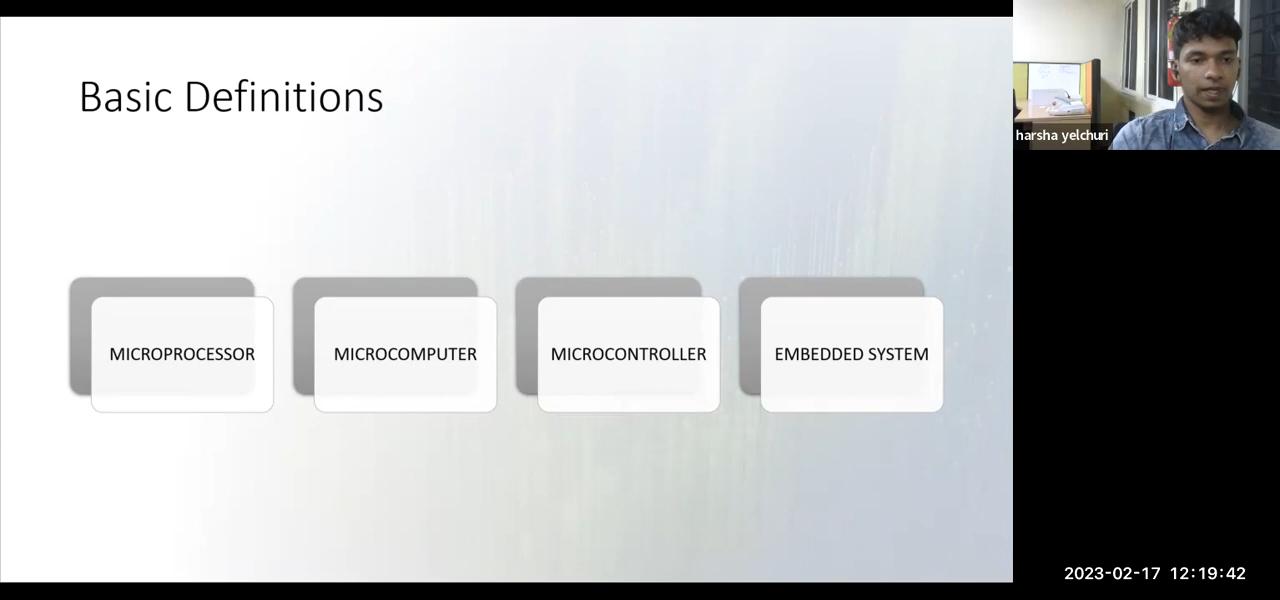 Basic Definitions
MICROPROCESSOR
MICROCOMPUTER
MICROCONTROLLER
EMBEDDED SYSTEM
harsha yelchuri
2023-02-17 12:19:42